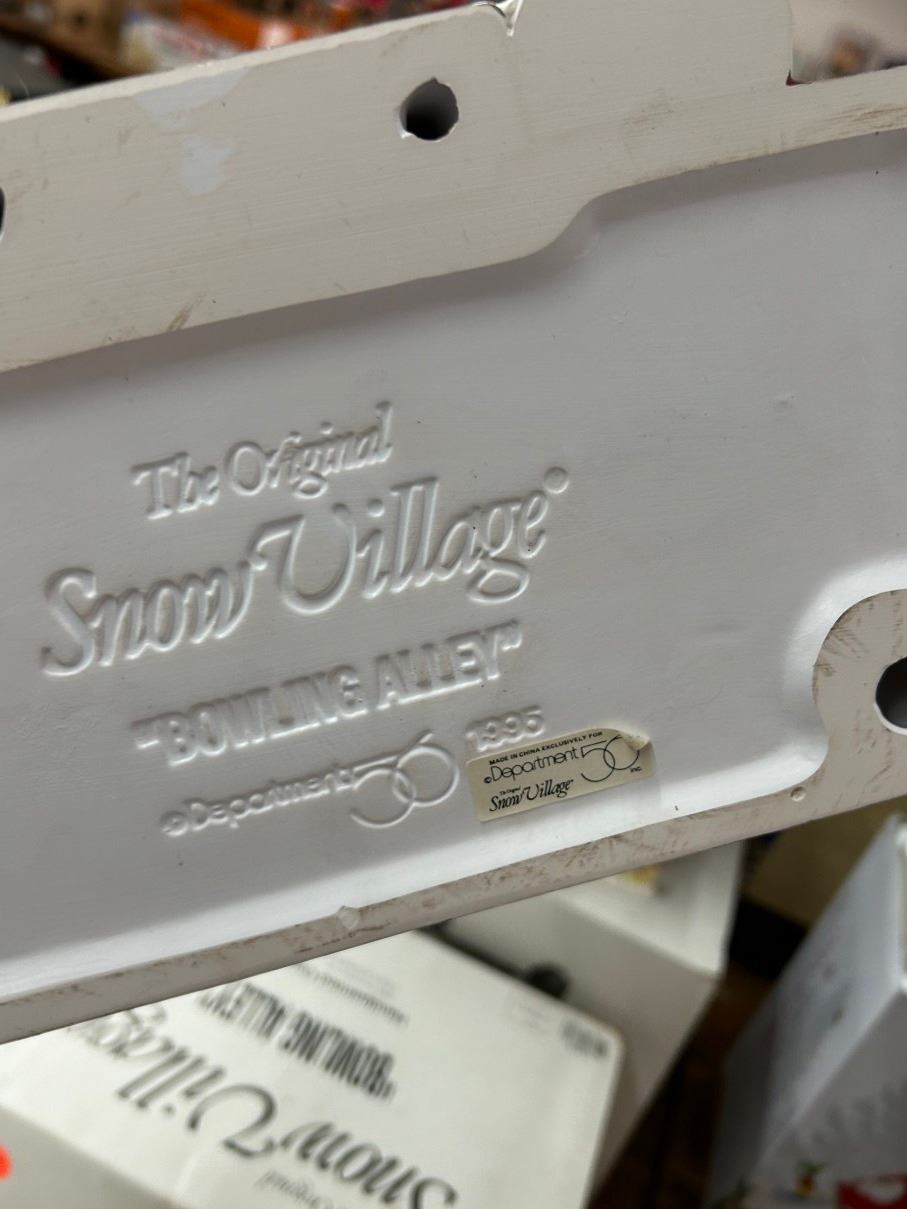 The Original
Snow Village®
"BOWLING ALLEY"
1995
©Department 56
MADE IN CHINA EXCLUSIVELY FOR
©Department 56
INC.
The Original
Snow Village®
"BOWLING ALLEY"
Snow Village